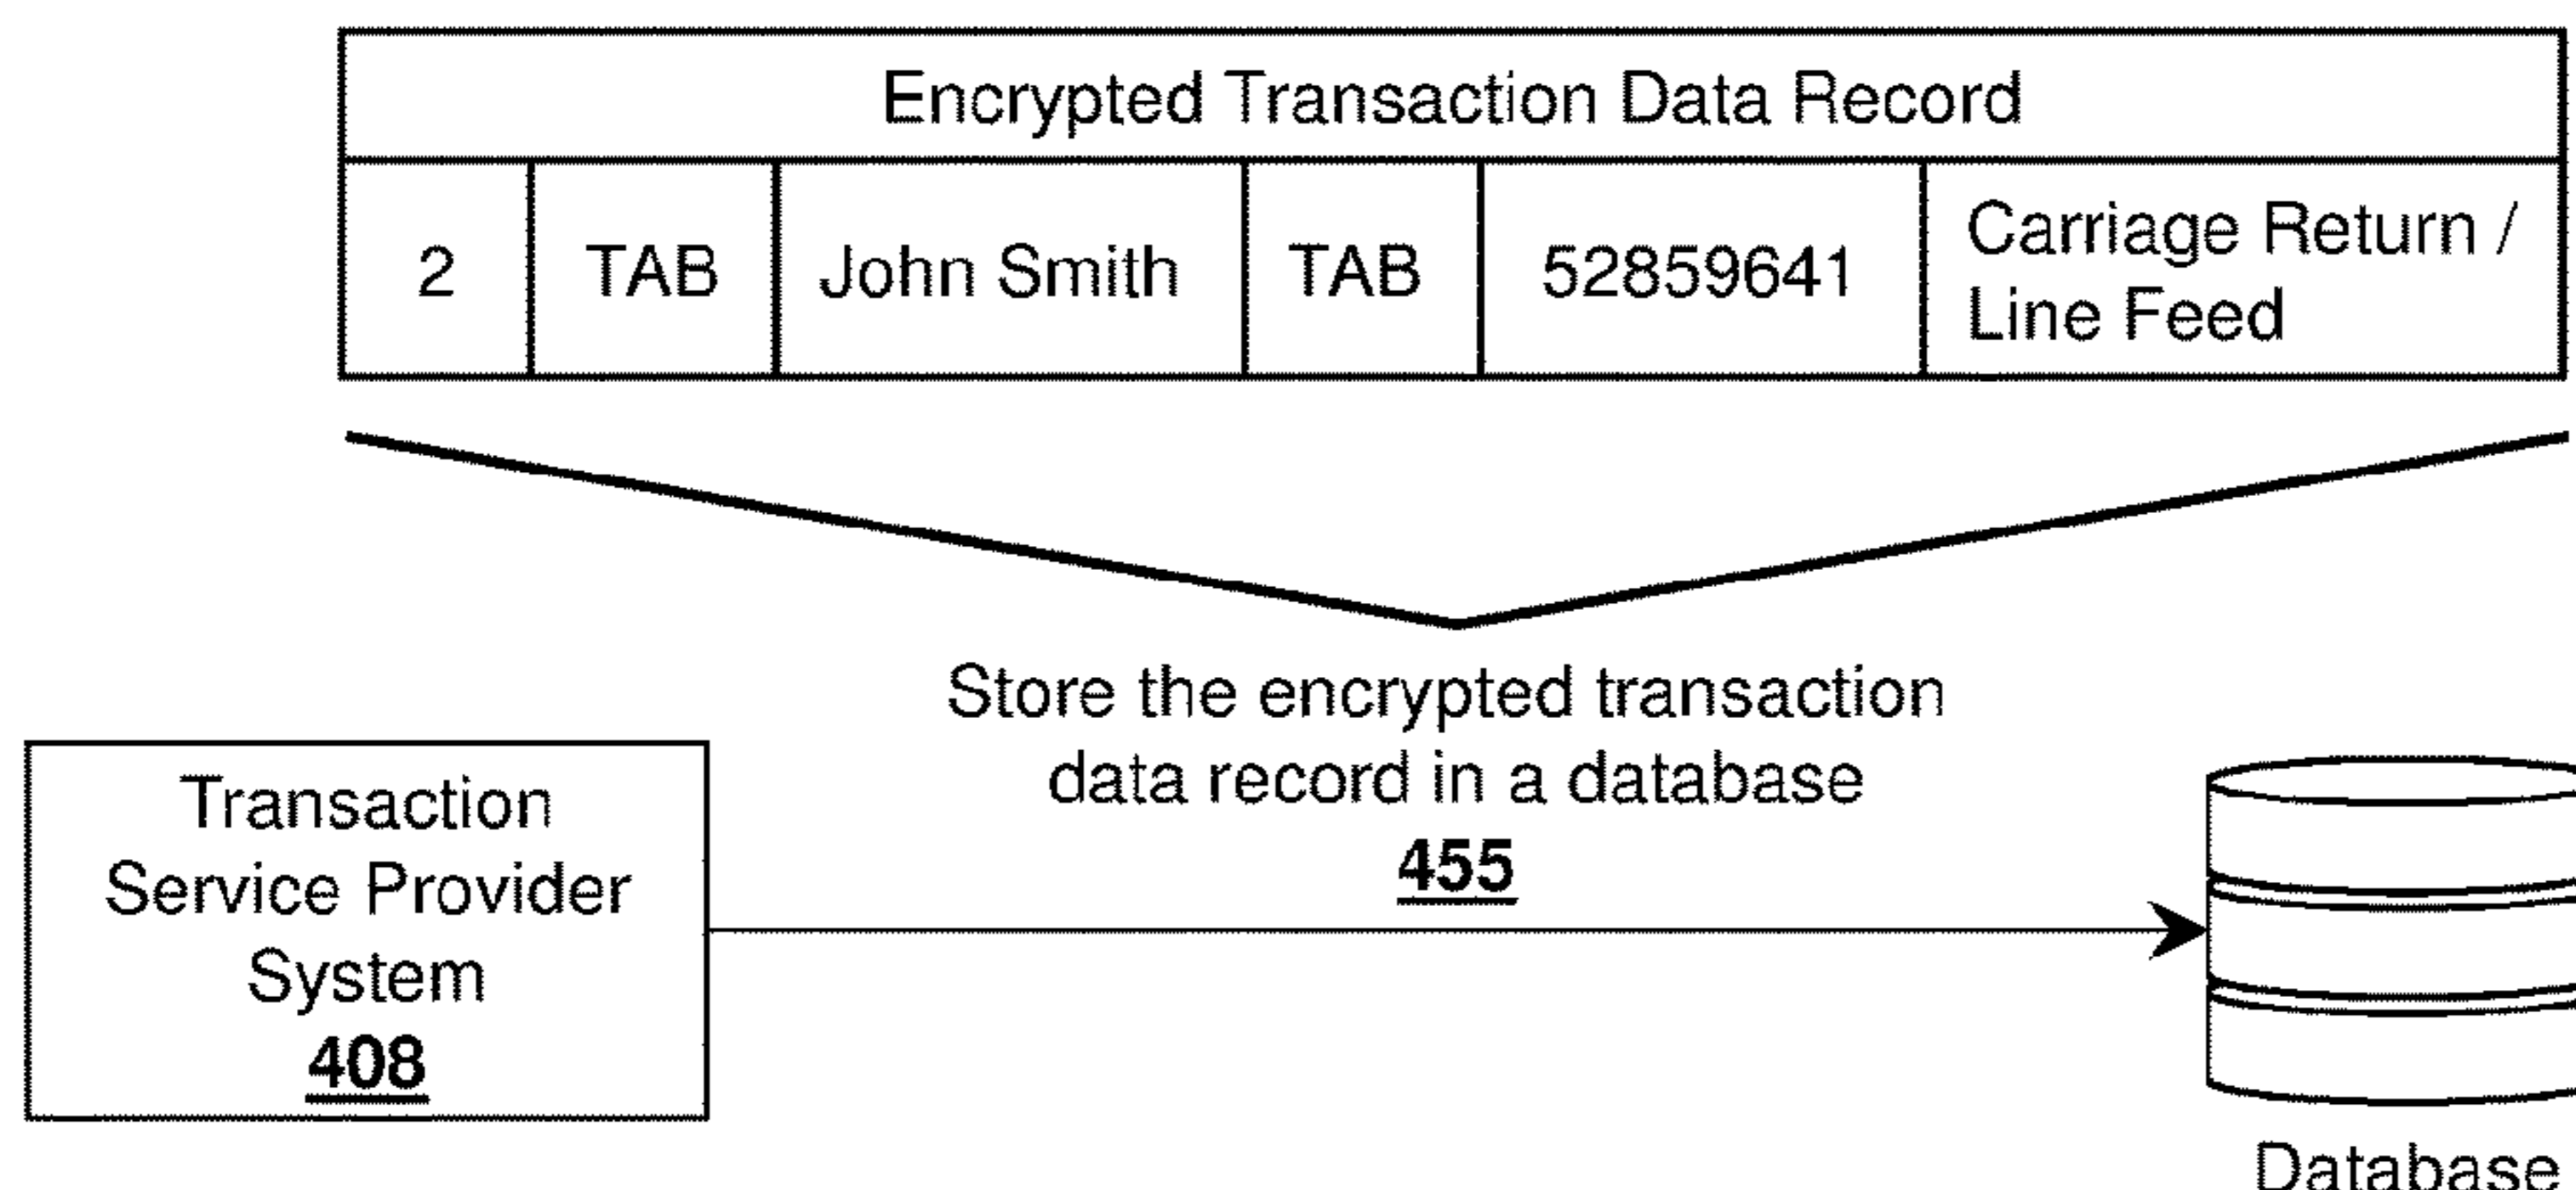 Encrypted Transaction Data Record
2 TAB John Smith TAB 52859641 Carriage Return /
Line Feed
Store the encrypted transaction
data record in a database
455
Transaction
Service Provider
System
408
Database